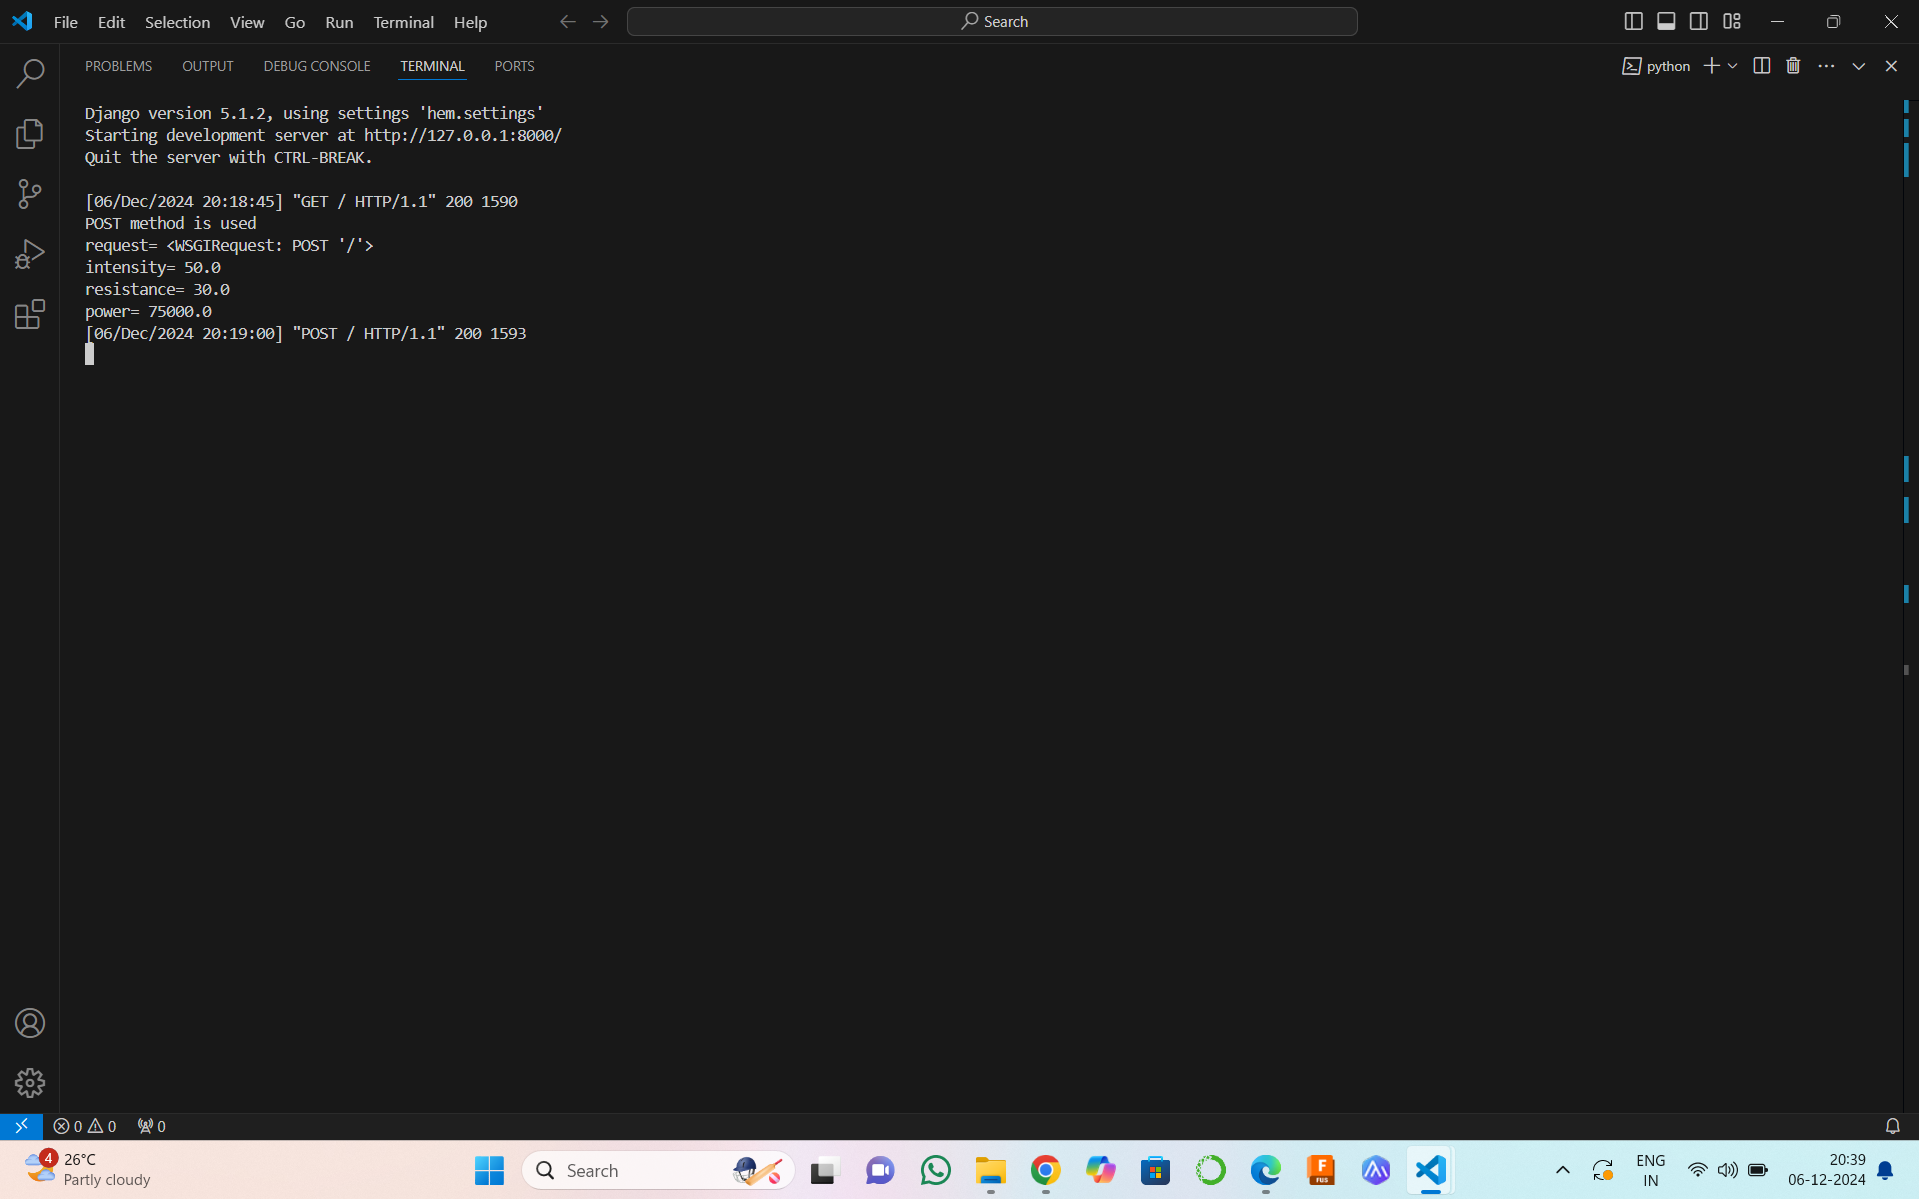 File Edit Selection View Go Run Terminal Help
Search
PROBLEMS OUTPUT DEBUG CONSOLE TERMINAL PORTS
python
Django version 5.1.2, using settings 'hem.settings'
Starting development server at http://127.0.0.1:8000/
Quit the server with CTRL-BREAK.
[06/Dec/2024 20:18:45] "GET / HTTP/1.1" 200 1590
POST method is used
request= <WSGIRequest: POST '/'>
intensity= 50.0
resistance= 30.0
power= 75000.0
[06/Dec/2024 20:19:00] "POST / HTTP/1.1" 200 1593
0 0 0
4
26°C
Partly cloudy
Search
F
FUS
ENG
IN
20:39
06-12-2024